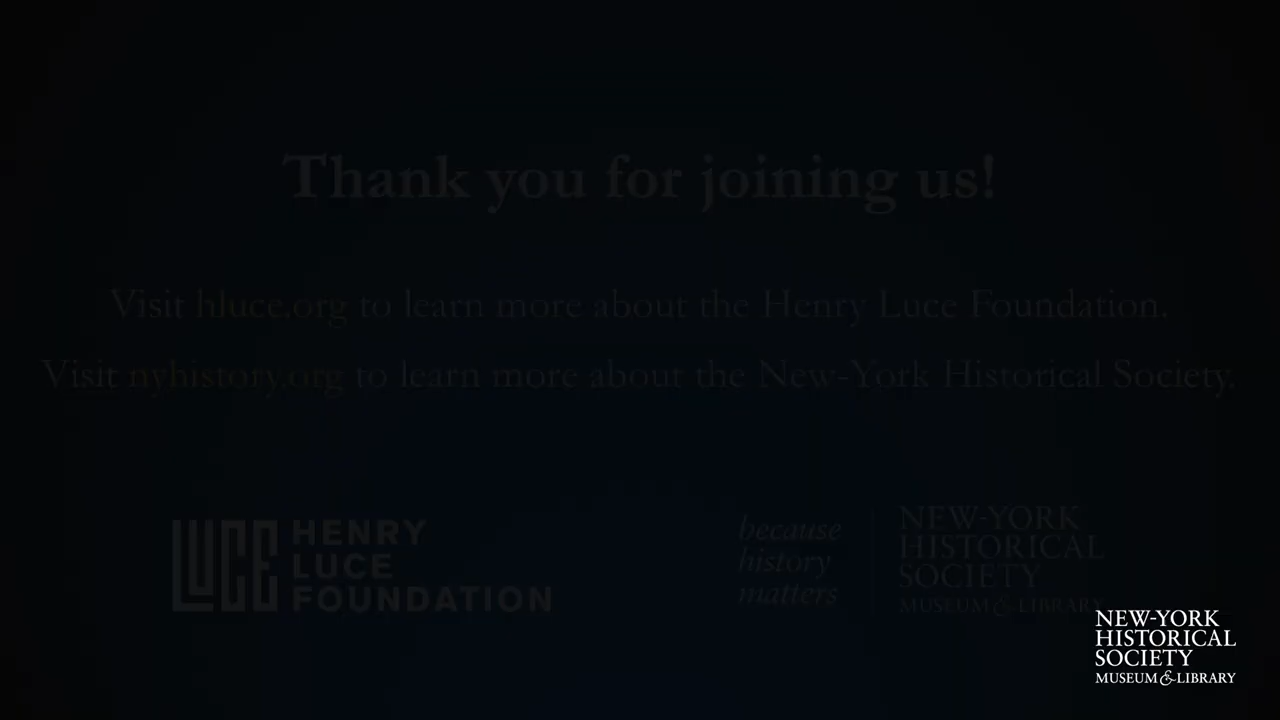 Thank you for joining us!
Visit hluce.org to learn more about the Henry Luce Foundation.
Visit nyhistory.org to learn more about the New-York Historical Society.
LUCE
HENRY
LUCE
FOUNDATION
because
history
matters
NEW-YORK
HISTORICAL
SOCIETY
MUSEUM & LIBRARY
NEW-YORK
HISTORICAL
SOCIETY
MUSEUM & LIBRARY